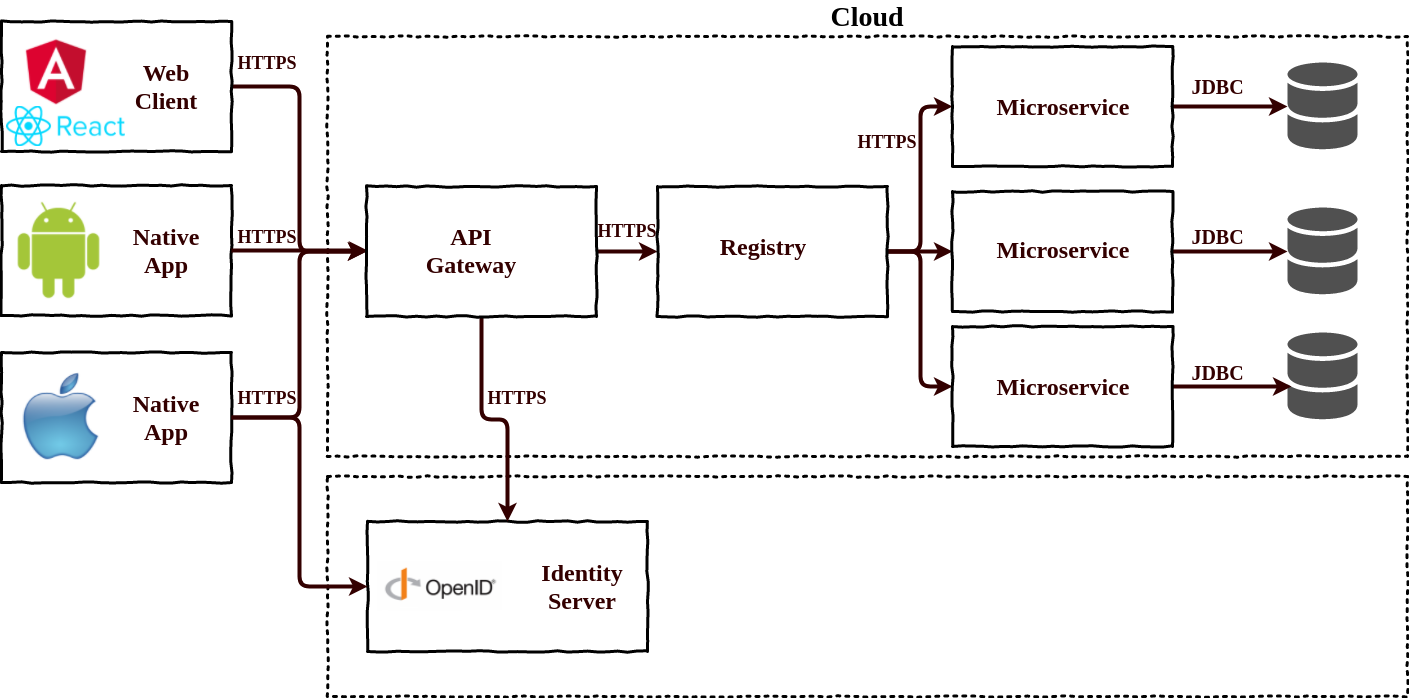 Cloud
Web
Client
React
HTTPS
Native
App
HTTPS
Native
App
HTTPS
API
Gateway
HTTPS
Registry
HTTPS
Microservice
JDBC
Microservice
JDBC
Microservice
JDBC
HTTPS
OpenID
Identity
Server